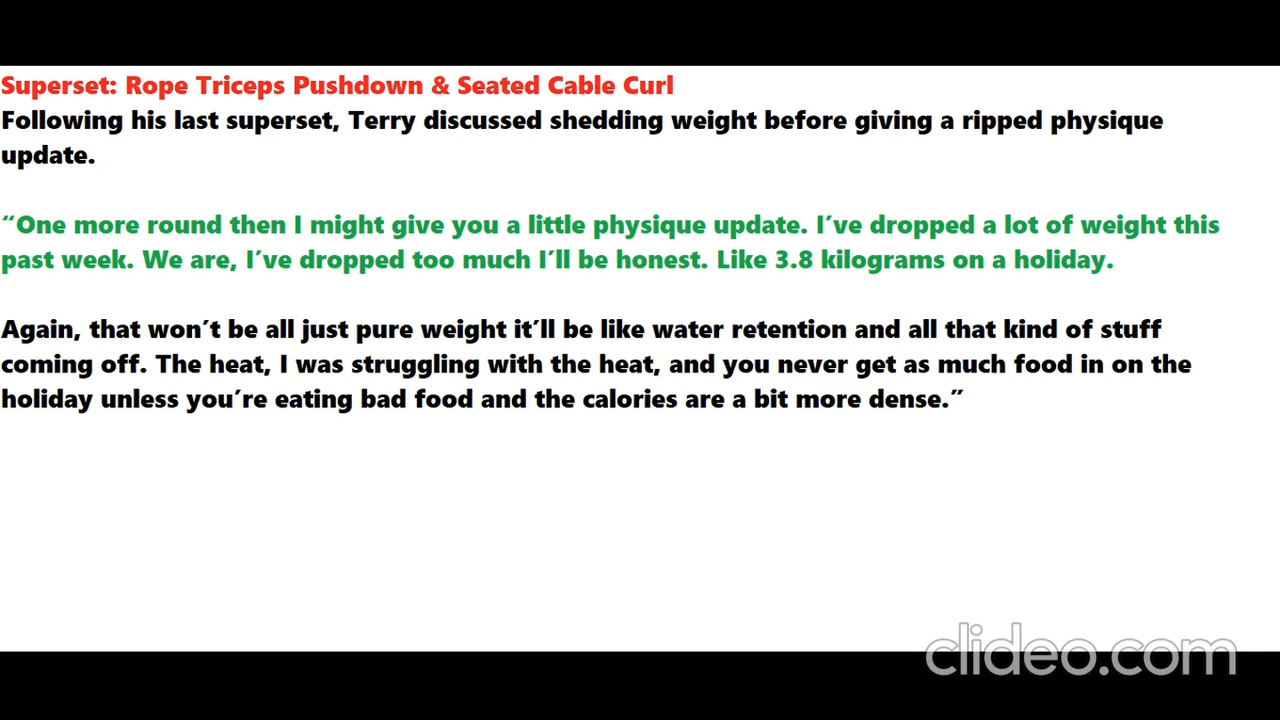 Superset: Rope Triceps Pushdown & Seated Cable Curl
Following his last superset, Terry discussed shedding weight before giving a ripped physique
update.
“One more round then I might give you a little physique update. I’ve dropped a lot of weight this
past week. We are, I’ve dropped too much I’ll be honest. Like 3.8 kilograms on a holiday.
Again, that won’t be all just pure weight it’ll be like water retention and all that kind of stuff
coming off. The heat, I was struggling with the heat, and you never get as much food in on the
holiday unless you’re eating bad food and the calories are a bit more dense.”
clideo.com